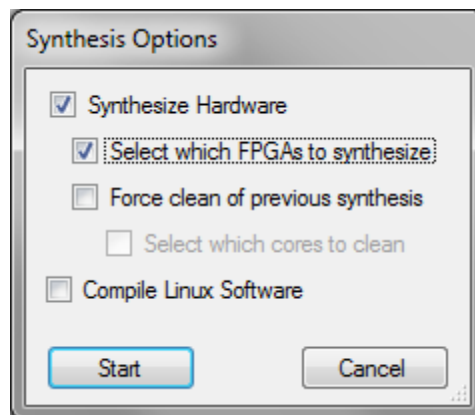 Synthesis Options
Synthesize Hardware
Select which FPGAs to synthesize
Force clean of previous synthesis
Select which cores to clean
Compile Linux Software
Start Cancel